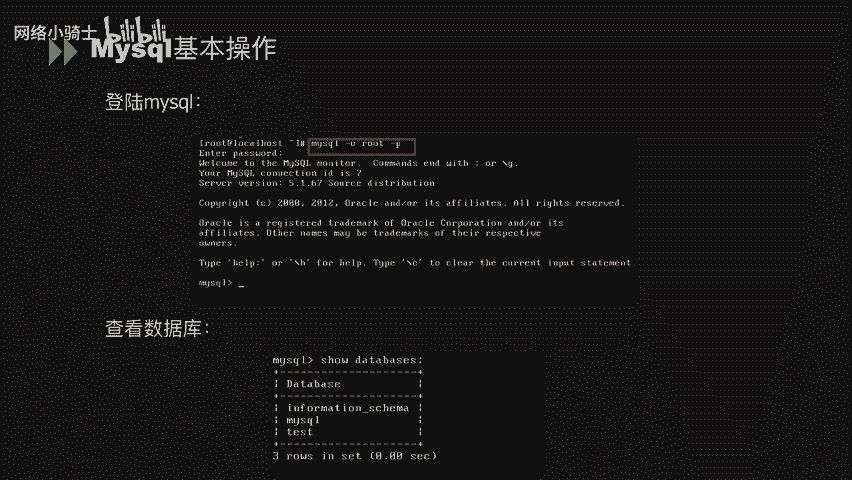 网络小骑士
bilibili
Mysql基本操作
登陆mysql：
[root@localhost ~]# mysql -u root -p
Enter password:
Welcome to the MySQL monitor.  Commands end with ; or \g.
Your MySQL connection id is 7
Server version: 5.1.67 Source distribution
Copyright (c) 2000, 2012, Oracle and/or its affiliates. All rights reserved.
Oracle is a registered trademark of Oracle Corporation and/or its
affiliates. Other names may be trademarks of their respective
owners.
Type 'help;' or '\h' for help. Type '\c' to clear the current input statement
mysql> _
查看数据库：
mysql> show databases;
+--------------------+
| Database           |
+--------------------+
| information_schema |
| mysql              |
| test               |
+--------------------+
3 rows in set (0.00 sec)